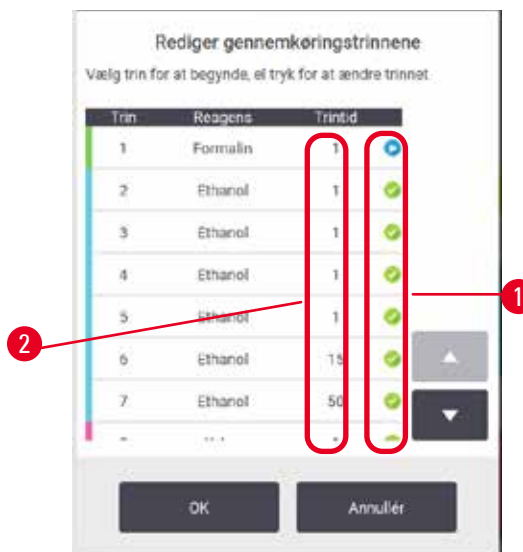 Rediger gennemkøringstrinnene
Vælg trin for at begynde, el tryk for at ændre trinnet
Trin Reagens Trintid
1 Formalin 1
2 Ethanol 1
3 Ethanol 1
4 Ethanol 1
5 Ethanol 1
6 Ethanol 15
7 Ethanol 50
1
2
OK Annullér